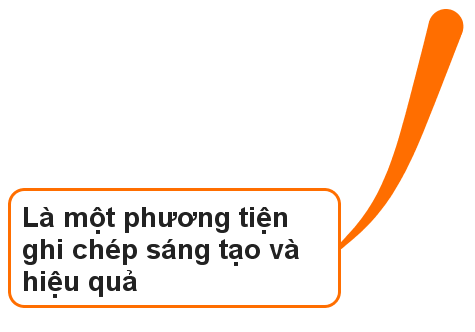 Là một phương tiện
ghi chép sáng tạo và
hiệu quả